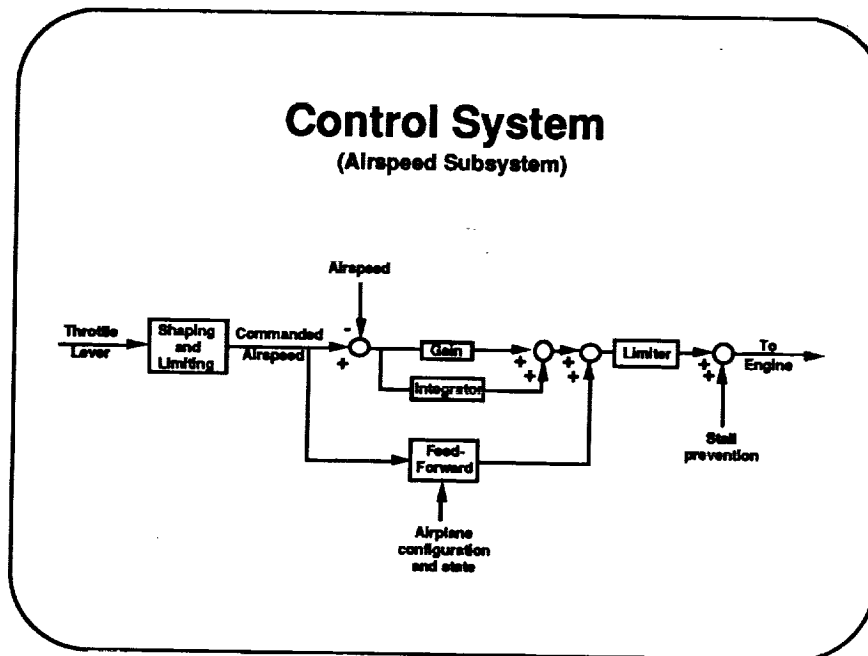 Control System
(Airspeed Subsystem)
Airspeed
-
Throttle
Lever
Shaping
and
Limiting
Commanded
Airspeed
+
Gain
Integrator
+
+
+
+
Limiter
+
+
To
Engine
Feed-
Forward
Stall
prevention
Airplane
configuration
and state